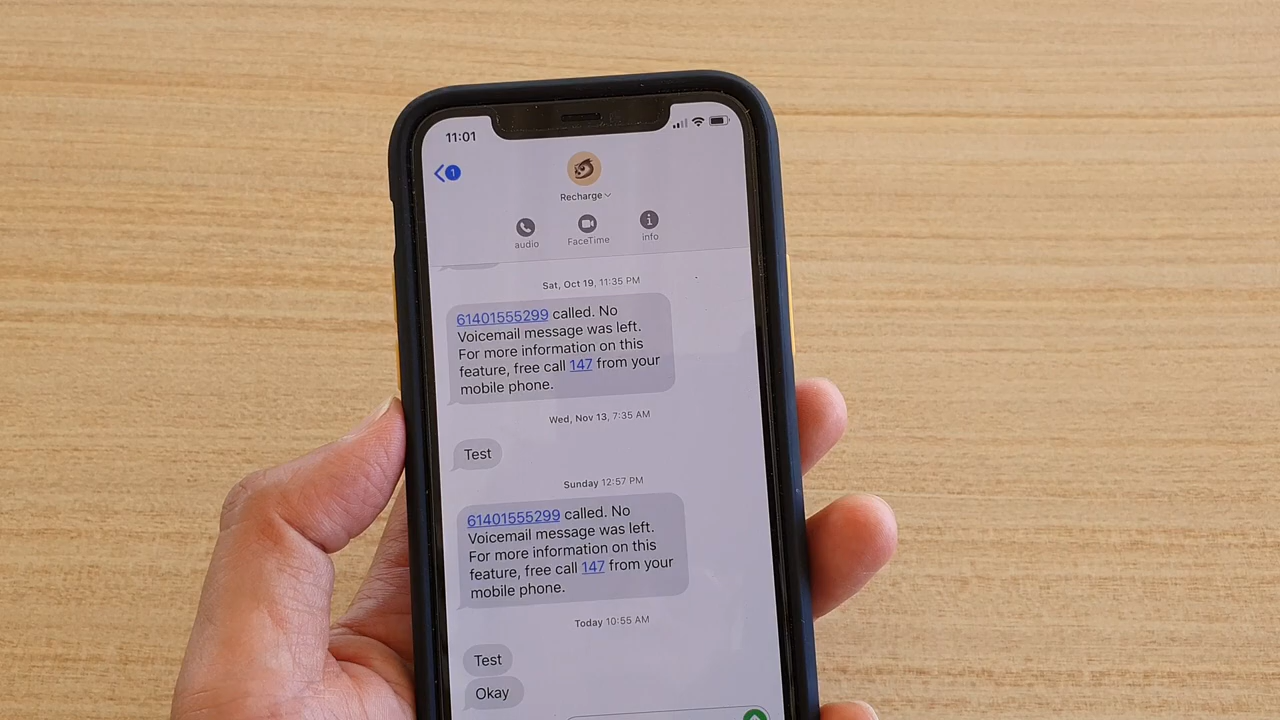 11:01
1
Recharge
audio FaceTime info
Sat, Oct 19, 11:35 PM
61401555299 called. No
Voicemail message was left.
For more information on this
feature, free call 147 from your
mobile phone.
Wed, Nov 13, 7:35 AM
Test
Sunday 12:57 PM
61401555299 called. No
Voicemail message was left.
For more information on this
feature, free call 147 from your
mobile phone.
Today 10:55 AM
Test
Okay